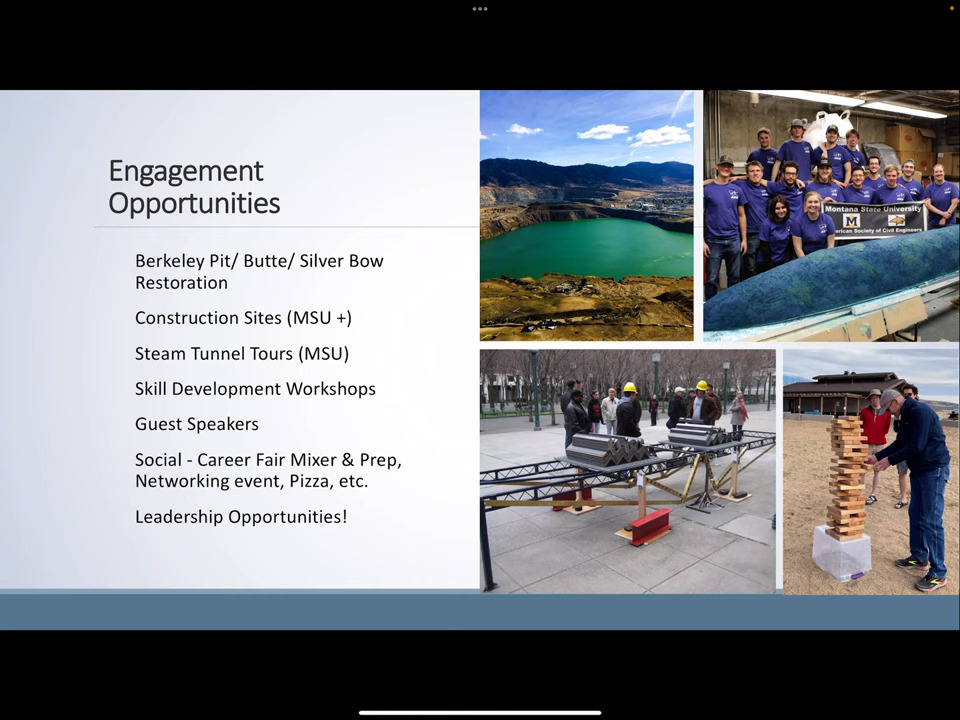 Engagement
Opportunities
Berkeley Pit/ Butte/ Silver Bow
Restoration
Construction Sites (MSU +)
Steam Tunnel Tours (MSU)
Skill Development Workshops
Guest Speakers
Social - Career Fair Mixer & Prep,
Networking event, Pizza, etc.
Leadership Opportunities!
Montana State University
M
erican Society of Civil Engineers